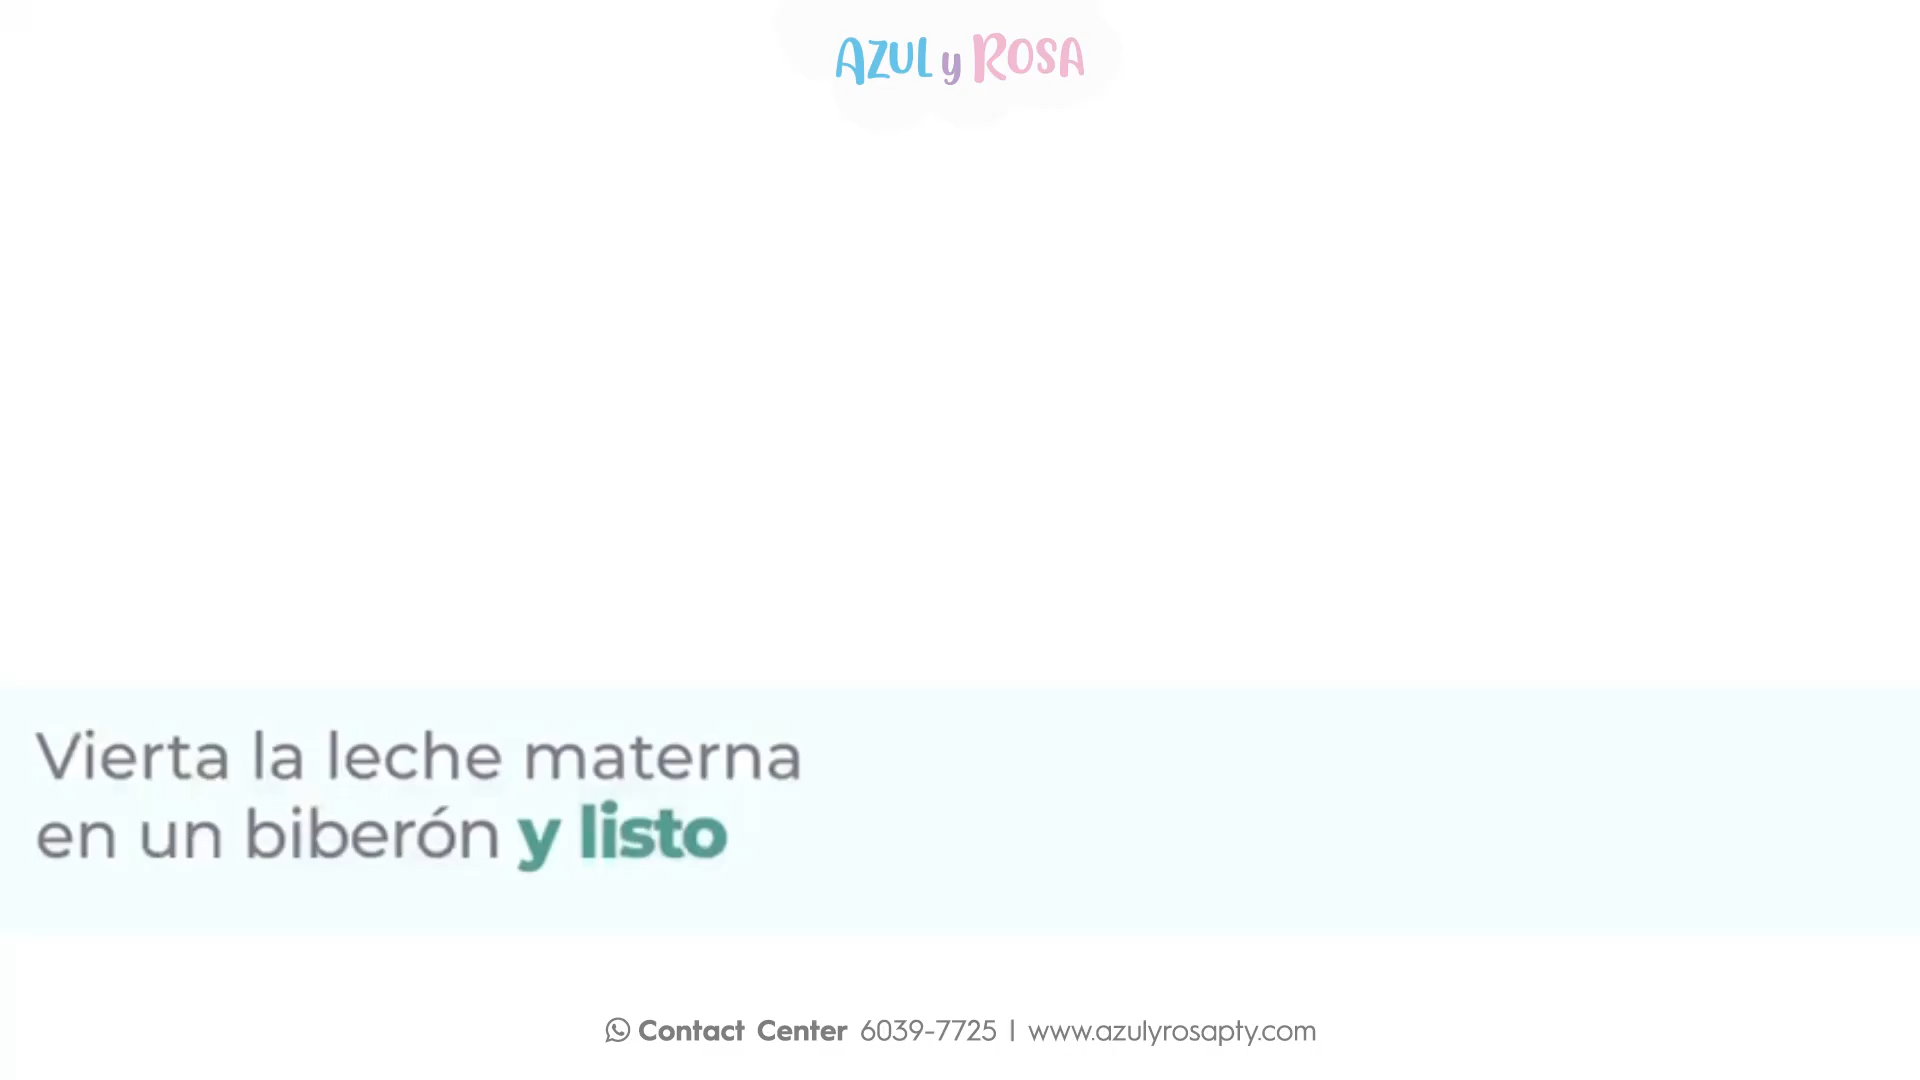 AZUL y ROSA
Vierta la leche materna
en un biberón y listo
Contact Center 6039-7725 | www.azulyrosapty.com